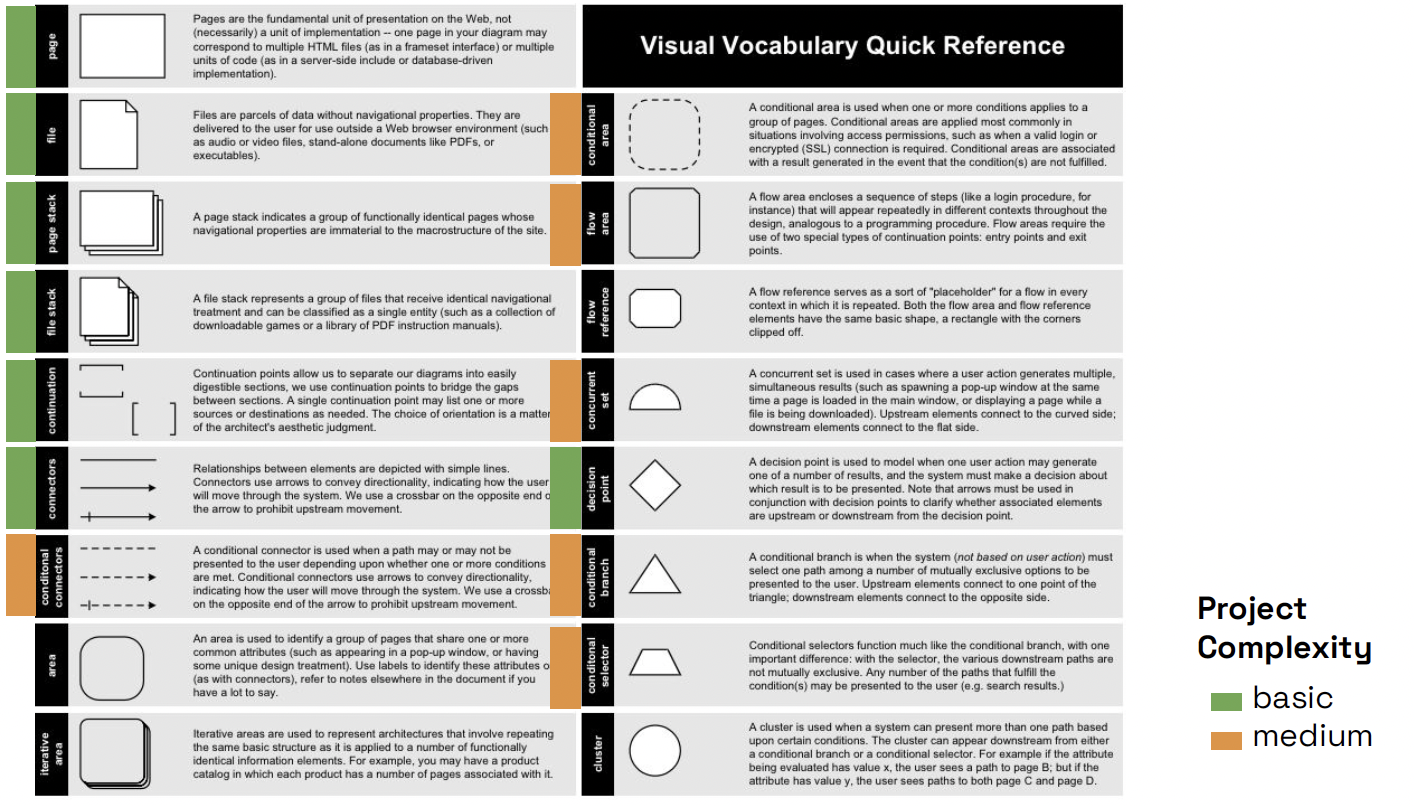 page
Pages are the fundamental unit of presentation on the Web, not
(necessarily) a unit of implementation -- one page in your diagram may
correspond to multiple HTML files (as in a frameset interface) or multiple
units of code (as in a server-side include or database-driven
implementation).
file
Files are parcels of data without navigational properties. They are
delivered to the user for use outside a Web browser environment (such
as audio or video files, stand-alone documents like PDFs, or
executables).
page stack
A page stack indicates a group of functionally identical pages whose
navigational properties are immaterial to the macrostructure of the site.
file stack
A file stack represents a group of files that receive identical navigational
treatment and can be classified as a single entity (such as a collection of
downloadable games or a library of PDF instruction manuals).
continuation
Continuation points allow us to separate our diagrams into easily
digestible sections, we use continuation points to bridge the gaps
between sections. A single continuation point may list one or more
sources or destinations as needed. The choice of orientation is a matter
of the architect's aesthetic judgment.
connectors
Relationships between elements are depicted with simple lines.
Connectors use arrows to convey directionality, indicating how the user
will move through the system. We use a crossbar on the opposite end o
the arrow to prohibit upstream movement.
conditonal
connectors
A conditional connector is used when a path may or may not be
presented to the user depending upon whether one or more conditions
are met. Conditional connectors use arrows to convey directionality,
indicating how the user will move through the system. We use a crossba
on the opposite end of the arrow to prohibit upstream movement.
area
An area is used to identify a group of pages that share one or more
common attributes (such as appearing in a pop-up window, or having
some unique design treatment). Use labels to identify these attributes o
(as with connectors), refer to notes elsewhere in the document if you
have a lot to say.
iterative
area
Iterative areas are used to represent architectures that involve repeating
the same basic structure as it is applied to a number of functionally
identical information elements. For example, you may have a product
catalog in which each product has a number of pages associated with it.
Visual Vocabulary Quick Reference
conditional
area
A conditional area is used when one or more conditions applies to a
group of pages. Conditional areas are applied most commonly in
situations involving access permissions, such as when a valid login or
encrypted (SSL) connection is required. Conditional areas are associated
with a result generated in the event that the condition(s) are not fulfilled.
flow
area
A flow area encloses a sequence of steps (like a login procedure, for
instance) that will appear repeatedly in different contexts throughout the
design, analogous to a programming procedure. Flow areas require the
use of two special types of continuation points: entry points and exit
points.
flow
reference
A flow reference serves as a sort of "placeholder" for a flow in every
context in which it is repeated. Both the flow area and flow reference
elements have the same basic shape, a rectangle with the corners
clipped off.
concurrent
set
A concurrent set is used in cases where a user action generates multiple,
simultaneous results (such as spawning a pop-up window at the same
time a page is loaded in the main window, or displaying a page while a
file is being downloaded). Upstream elements connect to the curved side;
downstream elements connect to the flat side.
decision
point
A decision point is used to model when one user action may generate
one of a number of results, and the system must make a decision about
which result is to be presented. Note that arrows must be used in
conjunction with decision points to clarify whether associated elements
are upstream or downstream from the decision point.
conditional
branch
A conditional branch is when the system (not based on user action) must
select one path among a number of mutually exclusive options to be
presented to the user. Upstream elements connect to one point of the
triangle; downstream elements connect to the opposite side.
conditonal
selector
Conditional selectors function much like the conditional branch, with one
important difference: with the selector, the various downstream paths are
not mutually exclusive. Any number of the paths that fulfill the
condition(s) may be presented to the user (e.g. search results.)
cluster
A cluster is used when a system can present more than one path based
upon certain conditions. The cluster can appear downstream from either
a conditional branch or a conditional selector. For example if the attribute
being evaluated has value x, the user sees a path to page B; but if the
attribute has value y, the user sees paths to both page C and page D.
Project
Complexity
basic
medium